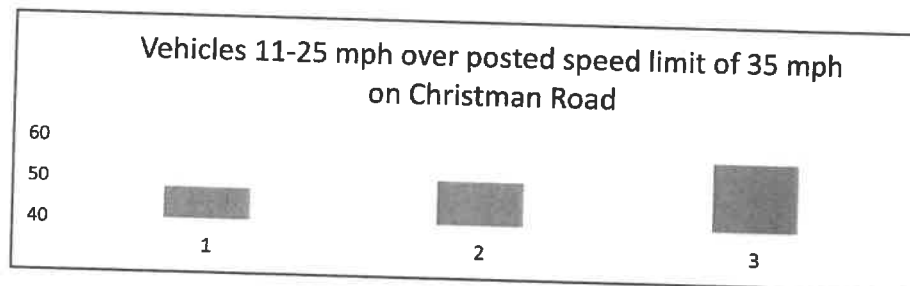 Vehicles 11-25 mph over posted speed limit of 35 mph
on Christman Road
60
50
40
1 2 3